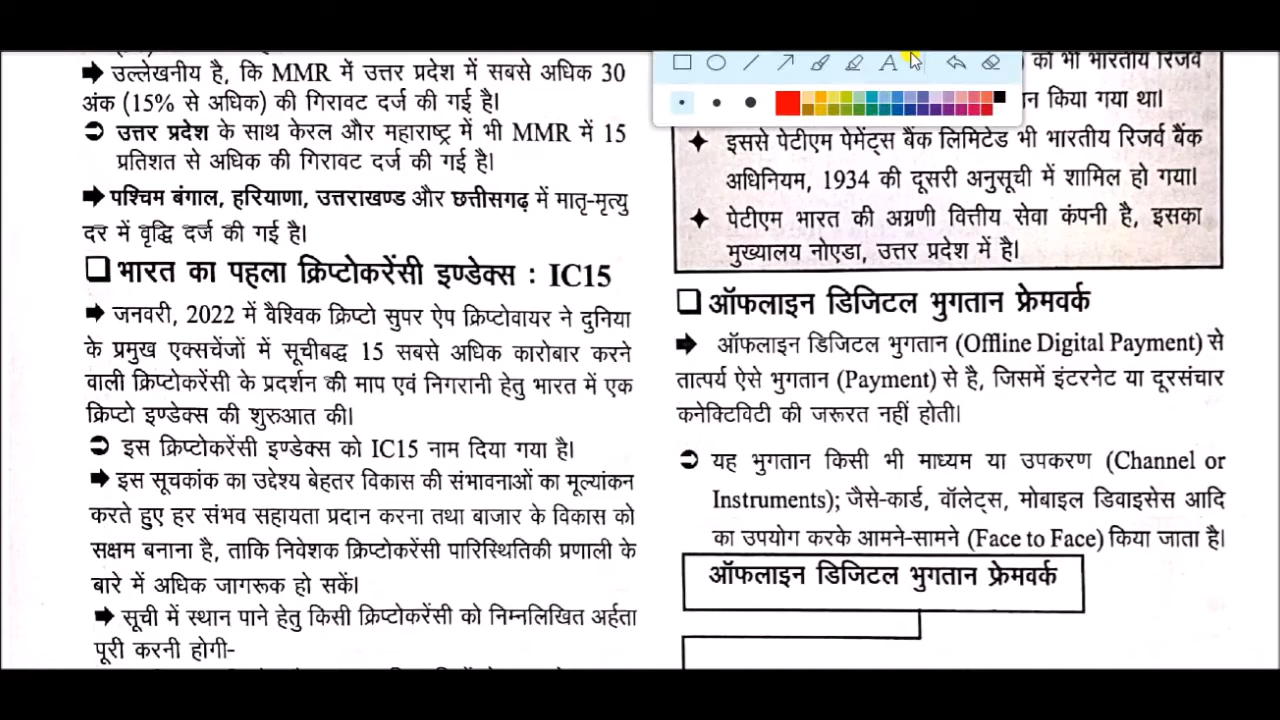 ➡ उल्लेखनीय है, कि MMR में उत्तर प्रदेश में सबसे अधिक 30
अंक (15% से अधिक) की गिरावट दर्ज की गई है।
➲ उत्तर प्रदेश के साथ केरल और महाराष्ट्र में भी MMR में 15
प्रतिशत से अधिक की गिरावट दर्ज की गई है।
➡ पश्चिम बंगाल, हरियाणा, उत्तराखण्ड और छत्तीसगढ़ में मातृ-मृत्यु
दर में वृद्धि दर्ज की गई है।
❑ भारत का पहला क्रिप्टोकरेंसी इण्डेक्स : IC15
➡ जनवरी, 2022 में वैश्विक क्रिप्टो सुपर ऐप क्रिप्टोवायर ने दुनिया
के प्रमुख एक्सचेंजों में सूचीबद्ध 15 सबसे अधिक कारोबार करने
वाली क्रिप्टोकरेंसी के प्रदर्शन की माप एवं निगरानी हेतु भारत में एक
क्रिप्टो इण्डेक्स की शुरुआत की।
➲ इस क्रिप्टोकरेंसी इण्डेक्स को IC15 नाम दिया गया है।
➡ इस सूचकांक का उद्देश्य बेहतर विकास की संभावनाओं का मूल्यांकन
करते हुए हर संभव सहायता प्रदान करना तथा बाजार के विकास को
सक्षम बनाना है, ताकि निवेशक क्रिप्टोकरेंसी पारिस्थितिकी प्रणाली के
बारे में अधिक जागरूक हो सकें।
➡ सूची में स्थान पाने हेतु किसी क्रिप्टोकरेंसी को निम्नलिखित अर्हता
पूरी करनी होगी-
को भी भारतीय रिजर्व
किया गया था।
✦ इससे पेटीएम पेमेंट्स बैंक लिमिटेड भी भारतीय रिजर्व बैंक
अधिनियम, 1934 की दूसरी अनुसूची में शामिल हो गया।
✦ पेटीएम भारत की अग्रणी वित्तीय सेवा कंपनी है, इसका
मुख्यालय नोएडा, उत्तर प्रदेश में है।
❑ ऑफलाइन डिजिटल भुगतान फ्रेमवर्क
➡ ऑफलाइन डिजिटल भुगतान (Offline Digital Payment) से
तात्पर्य ऐसे भुगतान (Payment) से है, जिसमें इंटरनेट या दूरसंचार
कनेक्टिविटी की जरूरत नहीं होती।
➲ यह भुगतान किसी भी माध्यम या उपकरण (Channel or
Instruments); जैसे-कार्ड, वॉलेट्स, मोबाइल डिवाइसेस आदि
का उपयोग करके आमने-सामने (Face to Face) किया जाता है।
ऑफलाइन डिजिटल भुगतान फ्रेमवर्क